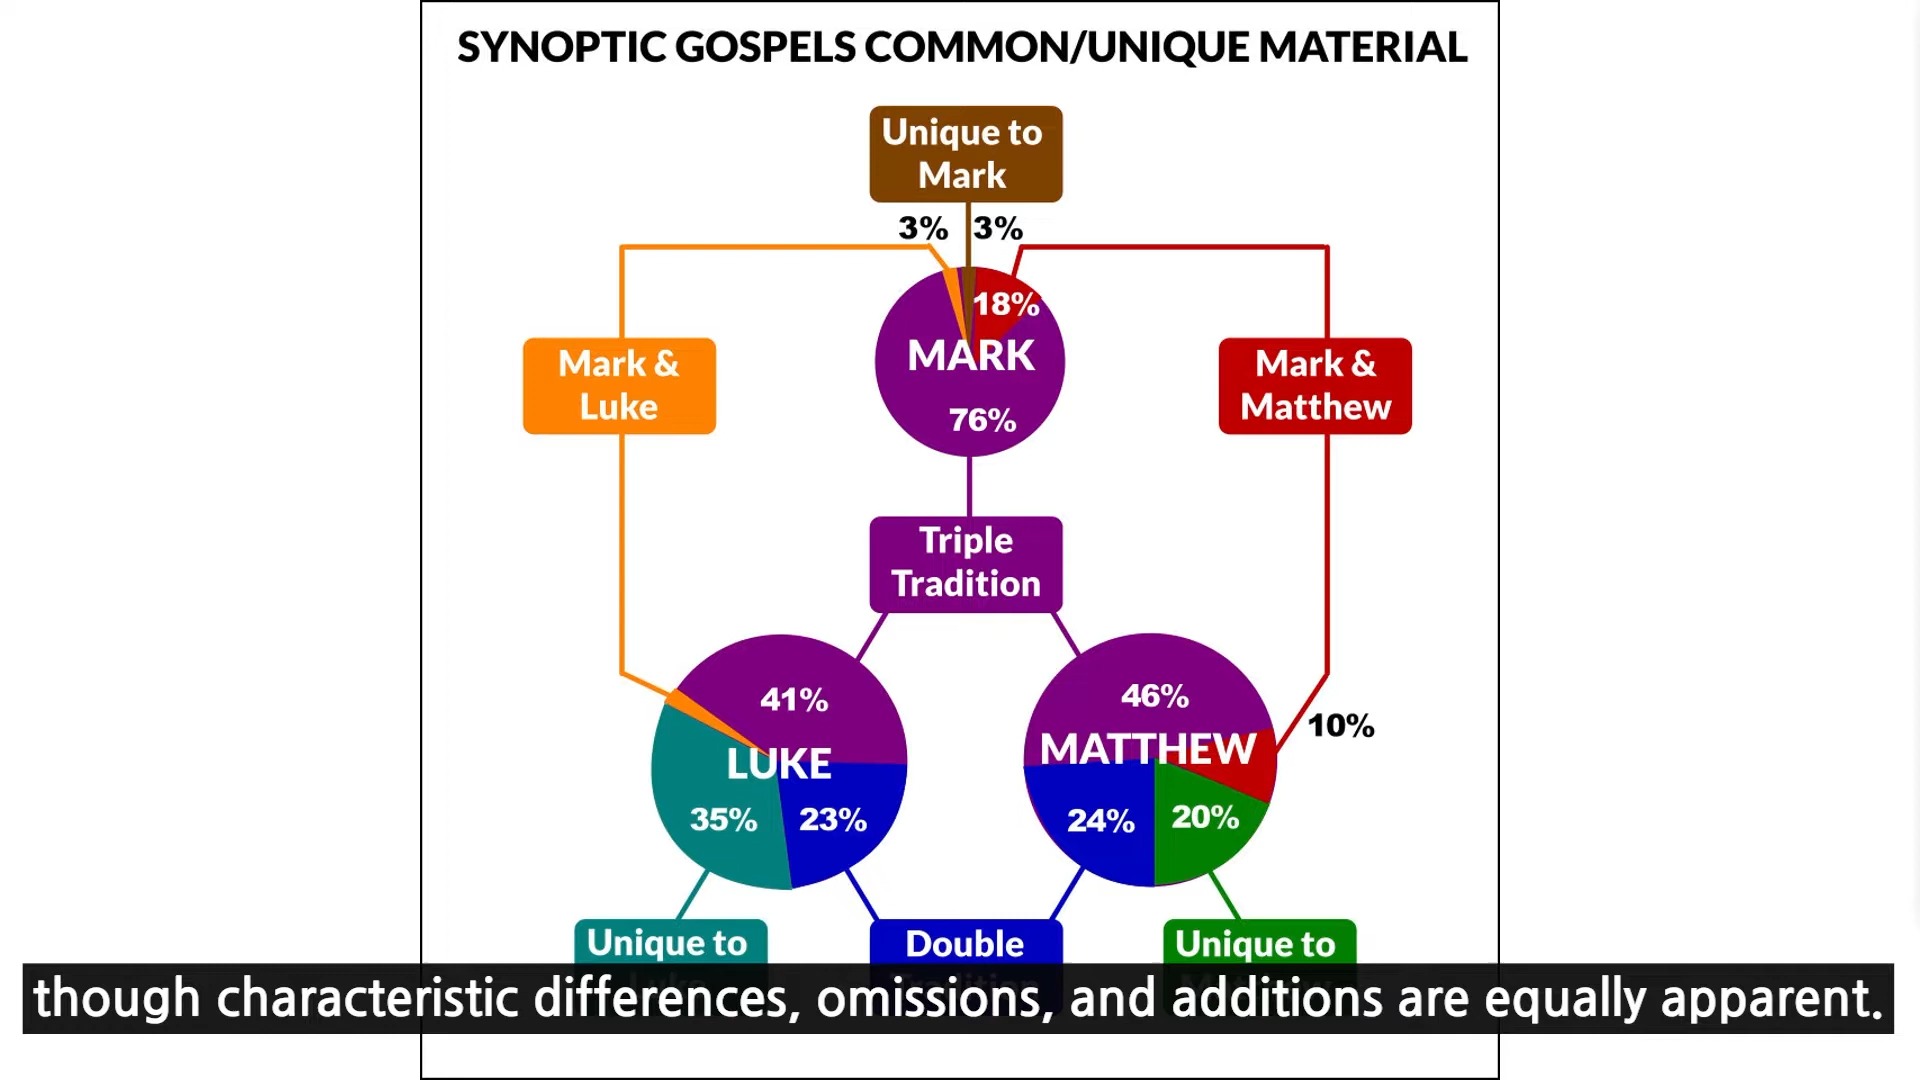 SYNOPTIC GOSPELS COMMON/UNIQUE MATERIAL
Unique to
Mark
3% 3%
18%
MARK
76%
Mark &
Luke
Mark &
Matthew
Triple
Tradition
41%
LUKE
35% 23%
46%
MATTHEW
10%
24% 20%
Unique to
Double
Tradition
Unique to
though characteristic differences, omissions, and additions are equally apparent.